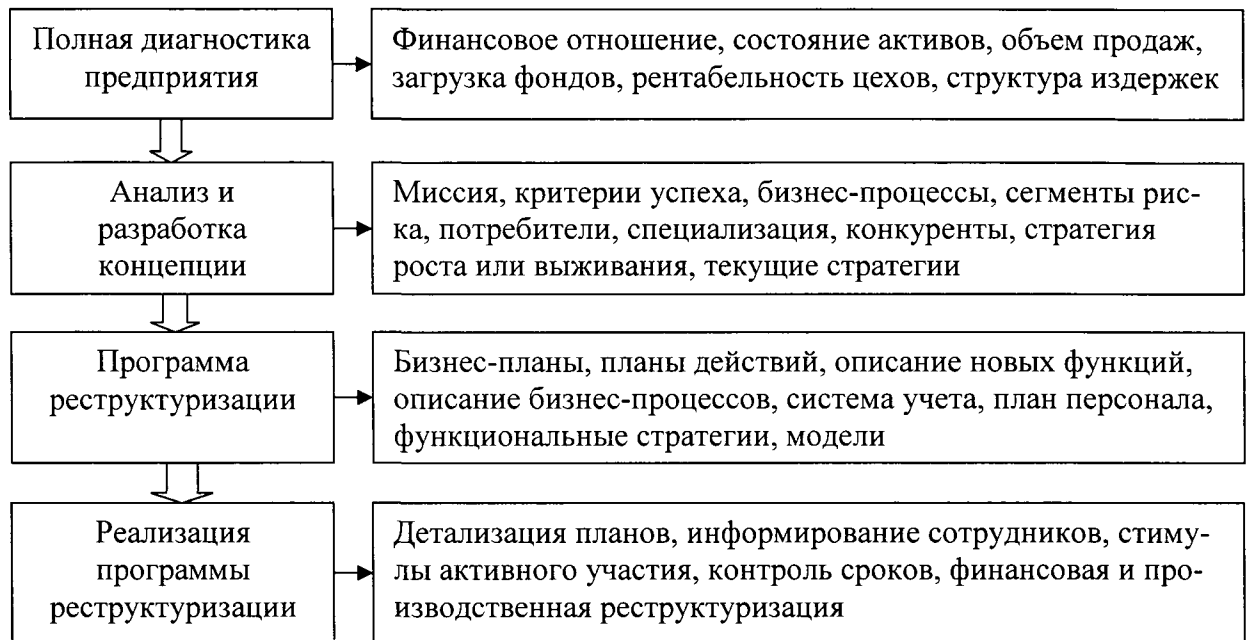 Полная диагностика
предприятия
Финансовое отношение, состояние активов, объем продаж,
загрузка фондов, рентабельность цехов, структура издержек
Анализ и
разработка
концепции
Миссия, критерии успеха, бизнес-процессы, сегменты рис-
ка, потребители, специализация, конкуренты, стратегия
роста или выживания, текущие стратегии
Программа
реструктуризации
Бизнес-планы, планы действий, описание новых функций,
описание бизнес-процессов, система учета, план персонала,
функциональные стратегии, модели
Реализация
программы
реструктуризации
Детализация планов, информирование сотрудников, стиму-
лы активного участия, контроль сроков, финансовая и про-
изводственная реструктуризация